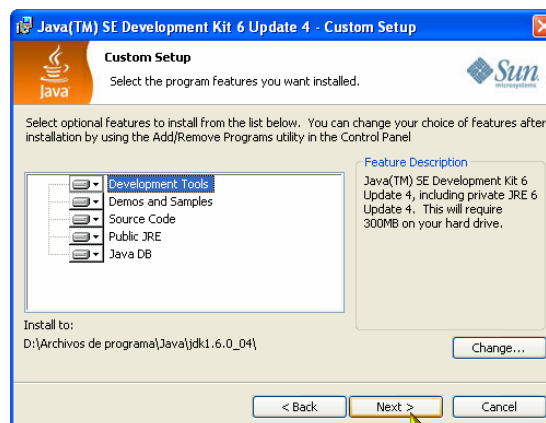 Java(TM) SE Development Kit 6 Update 4 - Custom Setup
Java
Custom Setup
Select the program features you want installed.
Sun
microsystems
Select optional features to install from the list below. You can change your choice of features after
installation by using the Add/Remove Programs utility in the Control Panel
Development Tools
Demos and Samples
Source Code
Public JRE
Java DB
Feature Description
Java(TM) SE Development Kit 6
Update 4, including private JRE 6
Update 4. This will require
300MB on your hard drive.
Install to:
D:\Archivos de programa\Java\jdk1.6.0_04\
Change...
< Back
Next >
Cancel